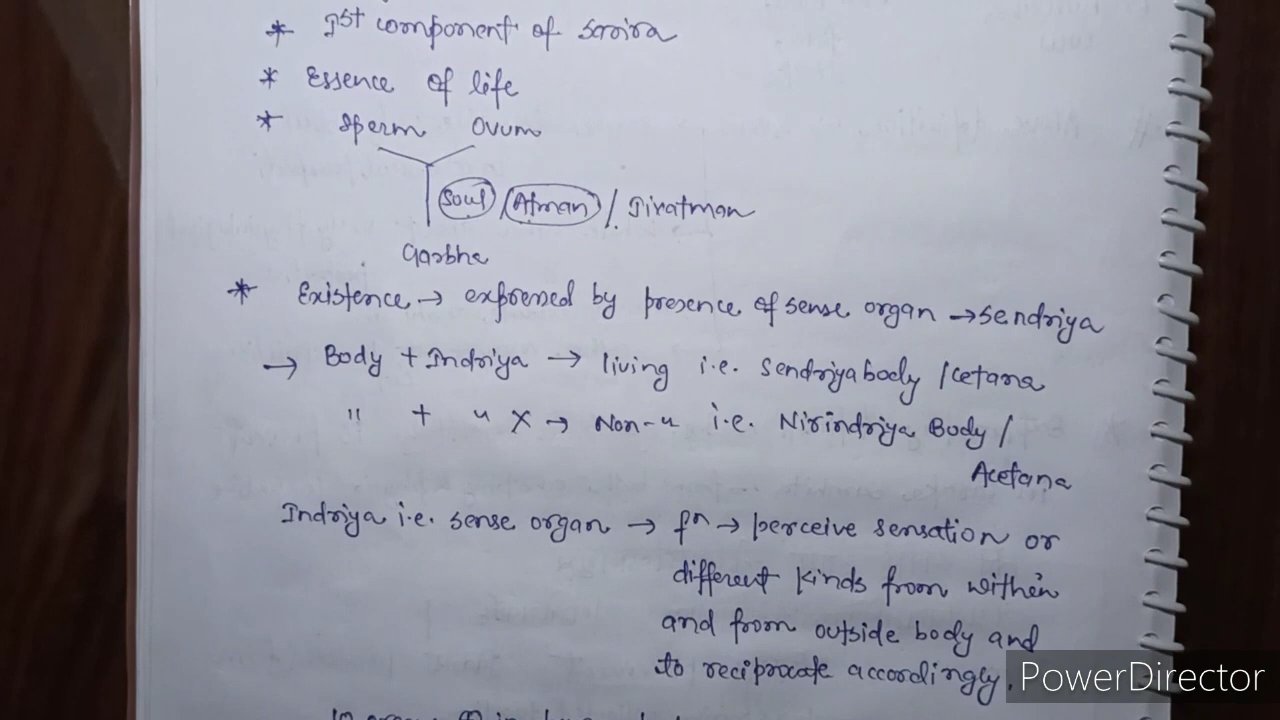 * Ist component of Sarira
* Essence of life
* Sperm Ovum
Soul / Atman / Jivatman
Garbha
* Existence → expressed by presence of sense organ → Sendriya
→ Body + Indriya → living i.e. Sendriya body / Cetana
" + " X → Non-" i.e. Nirindriya Body /
Acetana
Indriya i.e. sense organ → fn → perceive sensation or
different kinds from within
and from outside body and
to reciprocate accordingly.
PowerDirector